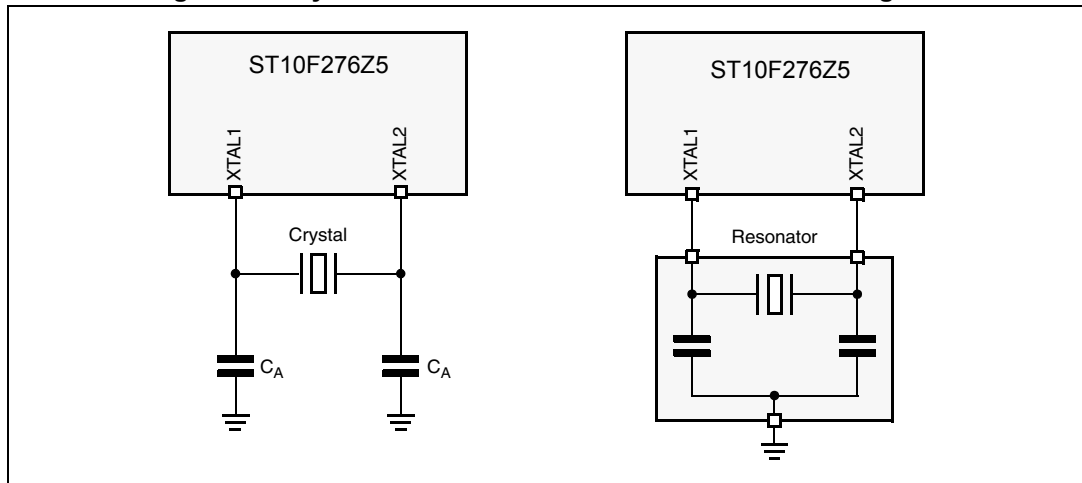 ST10F276Z5
XTAL1
XTAL2
Crystal
CA
CA
ST10F276Z5
XTAL1
XTAL2
Resonator